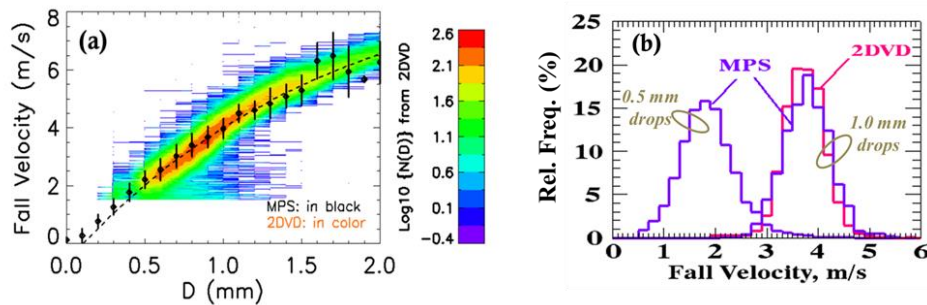 (a)
Fall Velocity (m/s)
8
6
4
2
0
0.0 0.5 1.0 1.5 2.0
D (mm)
MPS: in black
2DVD: in color
Log10 {N(D)} from 2DVD
2.6
2.1
1.6
1.1
0.6
0.1
−0.4
(b)
Rel. Freq. (%)
25
20
15
10
5
0
0 1 2 3 4 5 6
Fall Velocity, m/s
MPS
2DVD
0.5 mm
drops
1.0 mm
drops